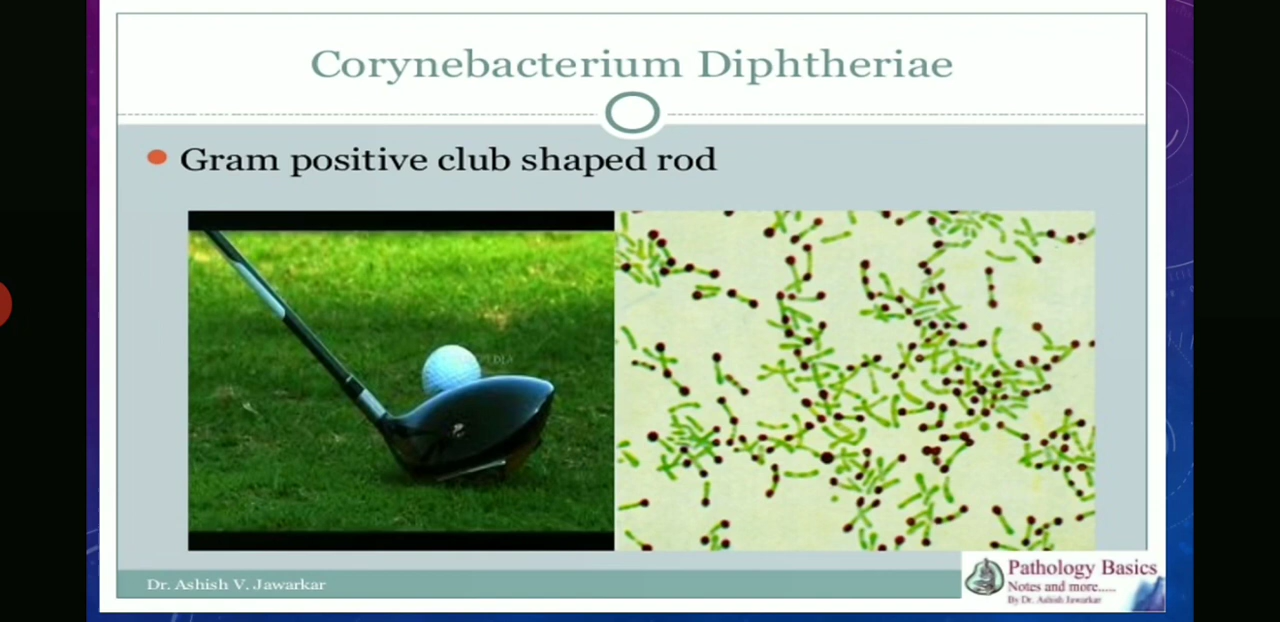 Corynebacterium Diphtheriae
Gram positive club shaped rod
Dr. Ashish V. Jawarkar
Pathology Basics
Notes and more.....
By Dr. Ashish Jawarkar